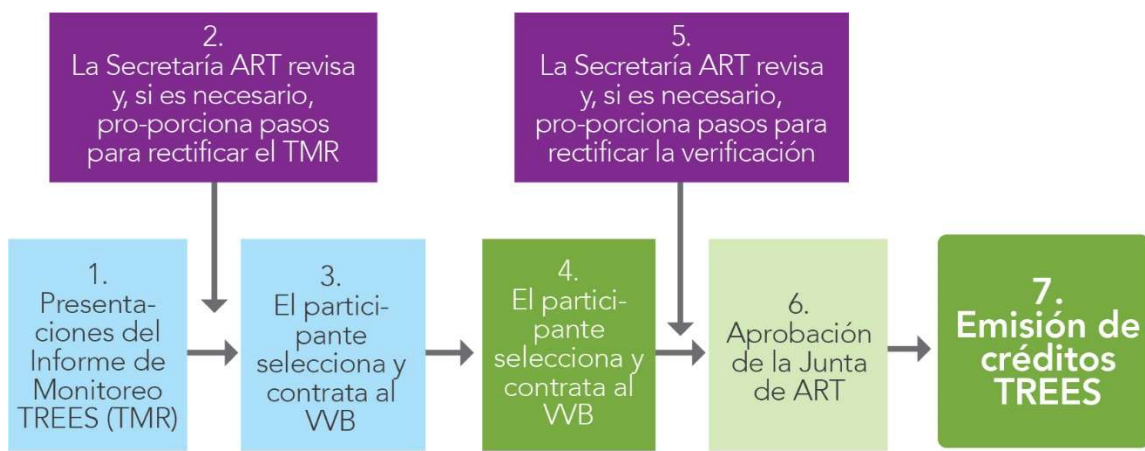 2.
La Secretaría ART revisa
y, si es necesario,
pro-porciona pasos
para rectificar el TMR
5.
La Secretaría ART revisa
y, si es necesario,
pro-porciona pasos para
rectificar la verificación
1.
Presenta-
ciones del
Informe de
Monitoreo
TREES (TMR)
3.
El partici-
pante
selecciona y
contrata al
VVB
4.
El partici-
pante
selecciona y
contrata al
VVB
6.
Aprobación
de la Junta
de ART
7.
Emisión de
créditos
TREES